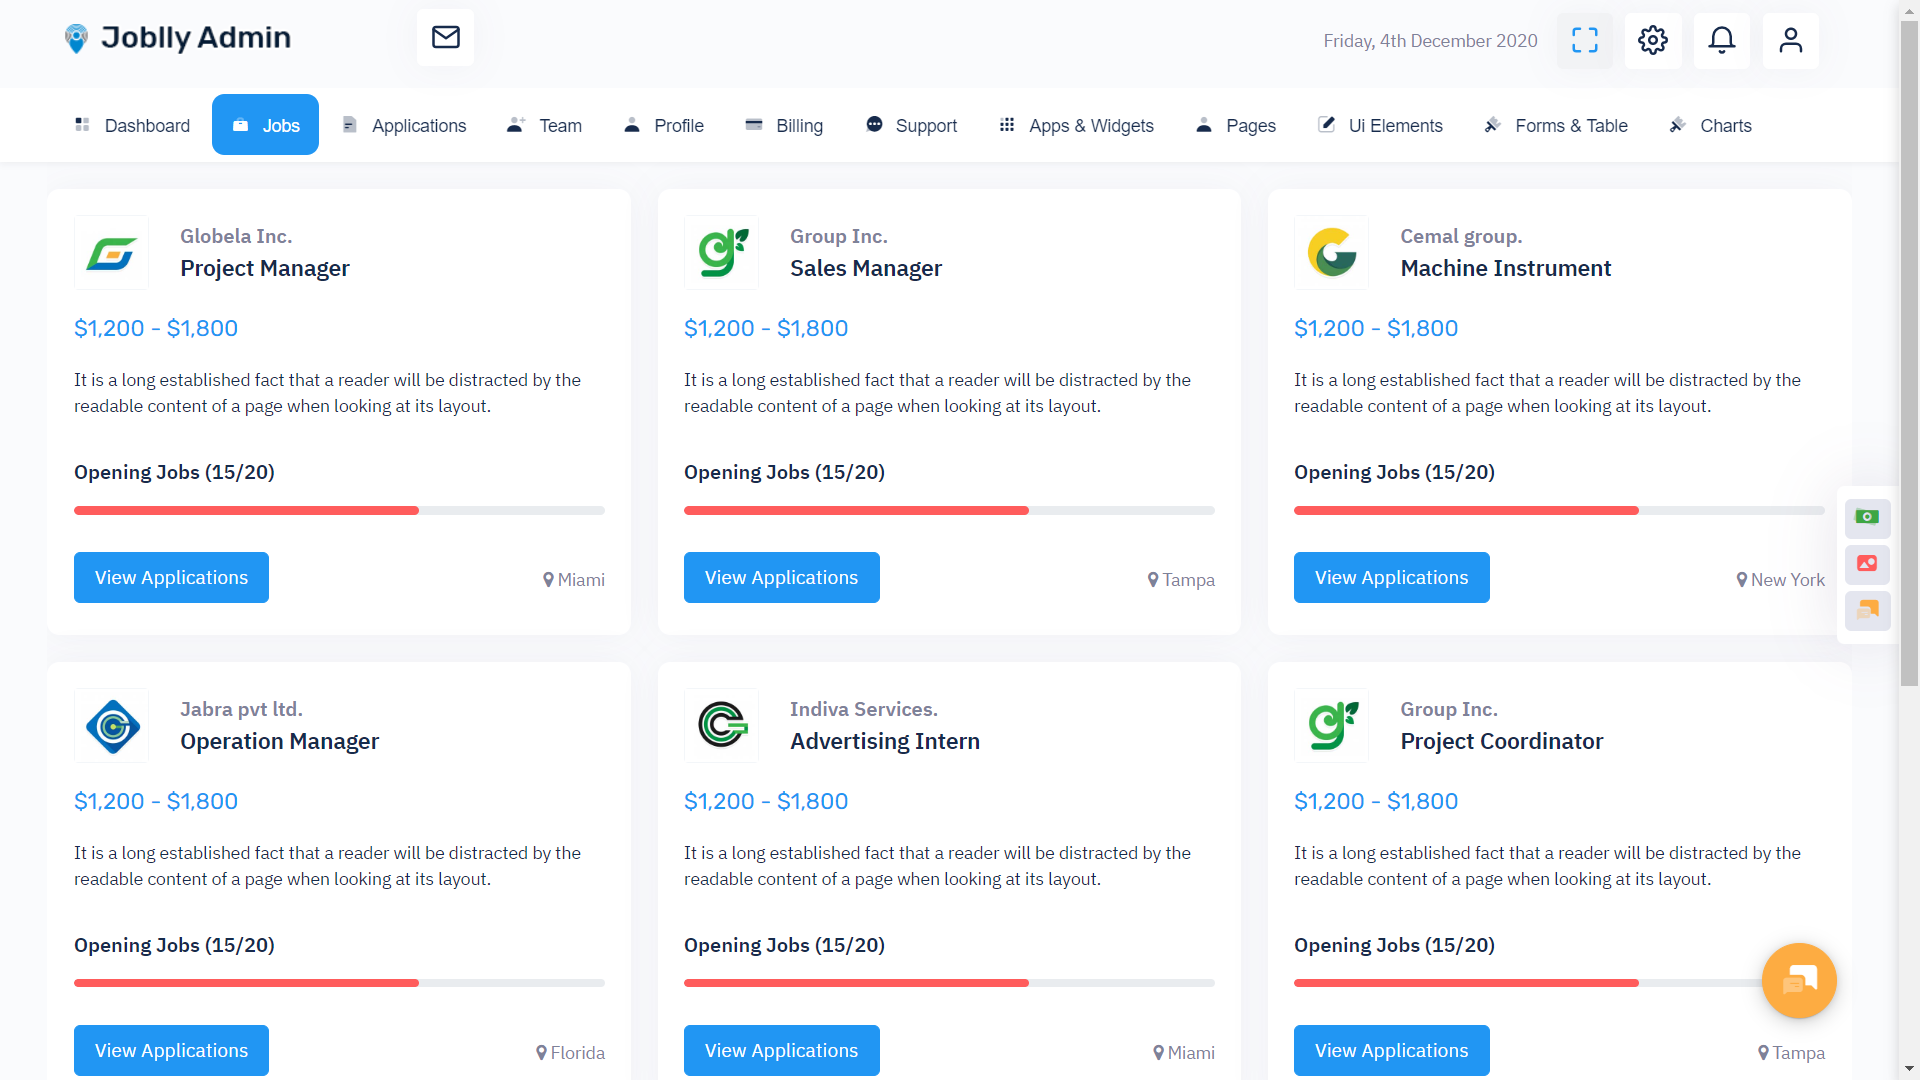 Joblly Admin
Friday, 4th December 2020
Dashboard
Jobs
Applications
Team
Profile
Billing
Support
Apps & Widgets
Pages
Ui Elements
Forms & Table
Charts
Globela Inc.
Project Manager
$1,200 - $1,800
It is a long established fact that a reader will be distracted by the
readable content of a page when looking at its layout.
Opening Jobs (15/20)
View Applications
Miami
Group Inc.
Sales Manager
$1,200 - $1,800
It is a long established fact that a reader will be distracted by the
readable content of a page when looking at its layout.
Opening Jobs (15/20)
View Applications
Tampa
Cemal group.
Machine Instrument
$1,200 - $1,800
It is a long established fact that a reader will be distracted by the
readable content of a page when looking at its layout.
Opening Jobs (15/20)
View Applications
New York
Jabra pvt ltd.
Operation Manager
$1,200 - $1,800
It is a long established fact that a reader will be distracted by the
readable content of a page when looking at its layout.
Opening Jobs (15/20)
View Applications
Florida
Indiva Services.
Advertising Intern
$1,200 - $1,800
It is a long established fact that a reader will be distracted by the
readable content of a page when looking at its layout.
Opening Jobs (15/20)
View Applications
Miami
Group Inc.
Project Coordinator
$1,200 - $1,800
It is a long established fact that a reader will be distracted by the
readable content of a page when looking at its layout.
Opening Jobs (15/20)
View Applications
Tampa